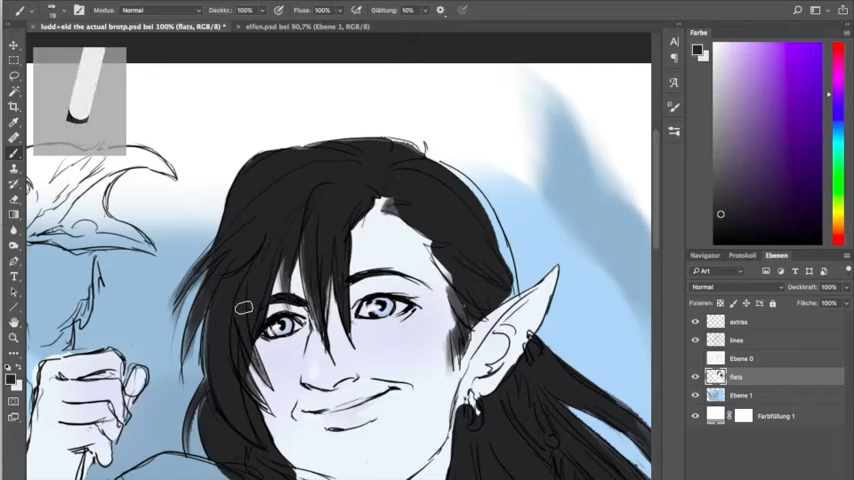 19 Modus: Normal Deckkr.: 100% Fluss: 100% Glättung: 10%
ludd+eld the actual brotp.psd bei 100% (flats, RGB/8) * elfen.psd bei 90,7% (Ebene 1, RGB/8)
Farbe
Navigator Protokoll Ebenen
Art
Normal Deckkraft: 100%
Fixieren: Fläche: 100%
extras
lines
Ebene 0
flats
Ebene 1
Farbfüllung 1